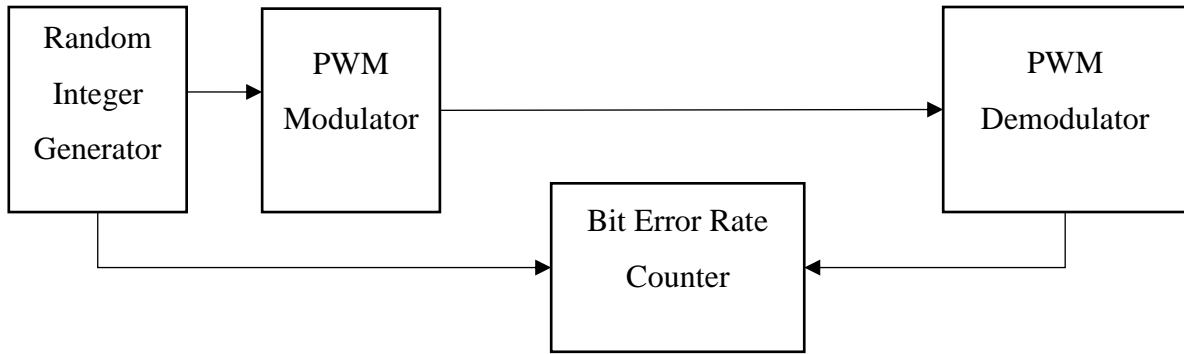 Random
Integer
Generator
PWM
Modulator
PWM
Demodulator
Bit Error Rate
Counter